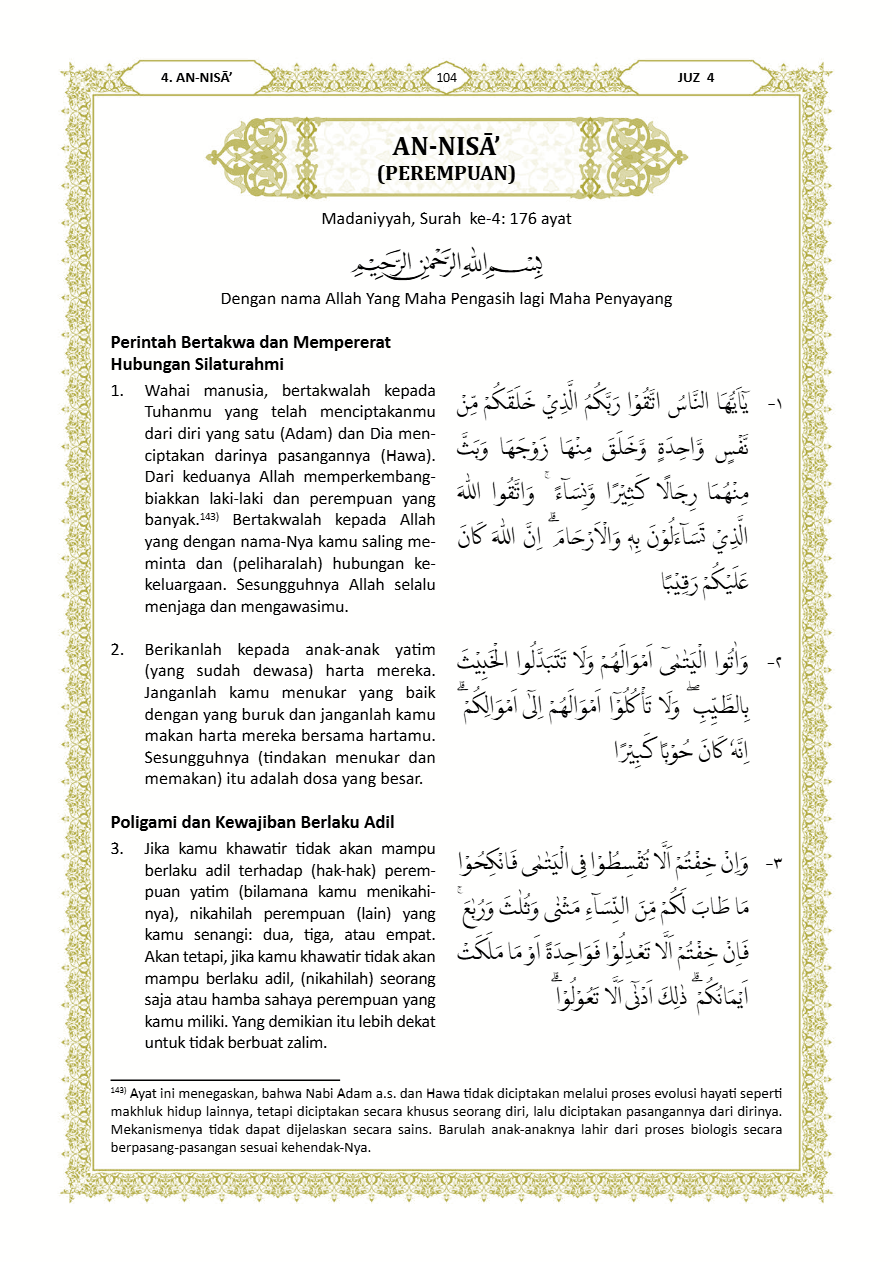 4. AN-NISĀ’
104
JUZ 4
AN-NISĀ’
(PEREMPUAN)
Madaniyyah, Surah ke-4: 176 ayat
بِسْمِ اللّٰهِ الرَّحْمٰنِ الرَّحِيْمِ
Dengan nama Allah Yang Maha Pengasih lagi Maha Penyayang
Perintah Bertakwa dan Mempererat
Hubungan Silaturahmi
1. Wahai manusia, bertakwalah kepada
Tuhanmu yang telah menciptakanmu
dari diri yang satu (Adam) dan Dia men-
ciptakan darinya pasangannya (Hawa).
Dari keduanya Allah memperkembang-
biakkan laki-laki dan perempuan yang
banyak.¹⁴³⁾ Bertakwalah kepada Allah
yang dengan nama-Nya kamu saling me-
minta dan (peliharalah) hubungan ke-
keluargaan. Sesungguhnya Allah selalu
menjaga dan mengawasimu.
١- يٰٓاَيُّهَا النَّاسُ اتَّقُوْا رَبَّكُمُ الَّذِيْ خَلَقَكُمْ مِّنْ
نَّفْسٍ وَّاحِدَةٍ وَّخَلَقَ مِنْهَا زَوْجَهَا وَبَثَّ
مِنْهُمَا رِجَالًا كَثِيْرًا وَّنِسَاۤءً ۚ وَاتَّقُوا اللّٰهَ
الَّذِيْ تَسَاۤءَلُوْنَ بِهٖ وَالْاَرْحَامَ ۗ اِنَّ اللّٰهَ كَانَ
عَلَيْكُمْ رَقِيْبًا
2. Berikanlah kepada anak-anak yatim
(yang sudah dewasa) harta mereka.
Janganlah kamu menukar yang baik
dengan yang buruk dan janganlah kamu
makan harta mereka bersama hartamu.
Sesungguhnya (tindakan menukar dan
memakan) itu adalah dosa yang besar.
٢- وَاٰتُوا الْيَتٰمٰىٓ اَمْوَالَهُمْ وَلَا تَتَبَدَّلُوا الْخَبِيْثَ
بِالطَّيِّبِ ۖ وَلَا تَأْكُلُوْٓا اَمْوَالَهُمْ اِلٰٓى اَمْوَالِكُمْ ۗ
اِنَّهٗ كَانَ حُوْبًا كَبِيْرًا
Poligami dan Kewajiban Berlaku Adil
3. Jika kamu khawatir tidak akan mampu
berlaku adil terhadap (hak-hak) perem-
puan yatim (bilamana kamu menikahi-
nya), nikahilah perempuan (lain) yang
kamu senangi: dua, tiga, atau empat.
Akan tetapi, jika kamu khawatir tidak akan
mampu berlaku adil, (nikahilah) seorang
saja atau hamba sahaya perempuan yang
kamu miliki. Yang demikian itu lebih dekat
untuk tidak berbuat zalim.
٣- وَاِنْ خِفْتُمْ اَلَّا تُقْسِطُوْا فِى الْيَتٰمٰى فَانْكِحُوْا
مَا طَابَ لَكُمْ مِّنَ النِّسَاۤءِ مَثْنٰى وَثُلٰثَ وَرُبٰعَ ۚ
فَاِنْ خِفْتُمْ اَلَّا تَعْدِلُوْا فَوَاحِدَةً اَوْ مَا مَلَكَتْ
اَيْمَانُكُمْ ۗ ذٰلِكَ اَدْنٰٓى اَلَّا تَعُوْلُوْا ۗ
¹⁴³⁾ Ayat ini menegaskan, bahwa Nabi Adam a.s. dan Hawa tidak diciptakan melalui proses evolusi hayati seperti
makhluk hidup lainnya, tetapi diciptakan secara khusus seorang diri, lalu diciptakan pasangannya dari dirinya.
Mekanismenya tidak dapat dijelaskan secara sains. Barulah anak-anaknya lahir dari proses biologis secara
berpasang-pasangan sesuai kehendak-Nya.